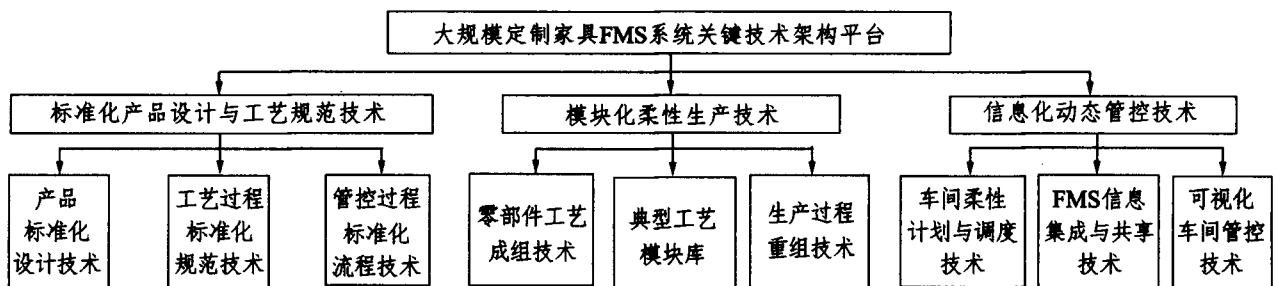 大规模定制家具FMS系统关键技术架构平台
标准化产品设计与工艺规范技术
模块化柔性生产技术
信息化动态管控技术
产品
标准化
设计技术
工艺过程
标准化
规范技术
管控过程
标准化
流程技术
零部件工艺
成组技术
典型工艺
模块库
生产过程
重组技术
车间柔性
计划与调度
技术
FMS信息
集成与共享
技术
可视化
车间管控
技术